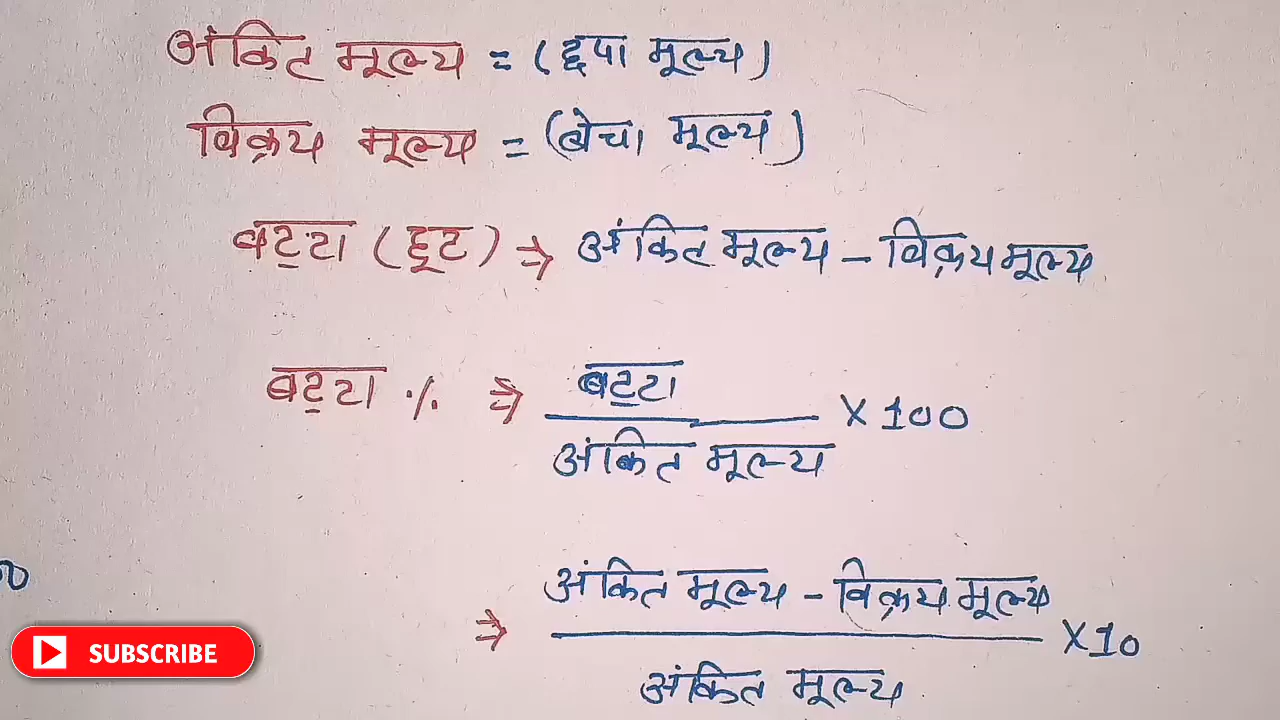 अंकित मूल्य = (छपा मूल्य)
विक्रय मूल्य = (बेचा मूल्य)
बट्टा (छूट) ⇒ अंकित मूल्य - विक्रय मूल्य
बट्टा % ⇒ बट्टा
अंकित मूल्य
X 100
⇒ अंकित मूल्य - विक्रय मूल्य
अंकित मूल्य
X 10
SUBSCRIBE